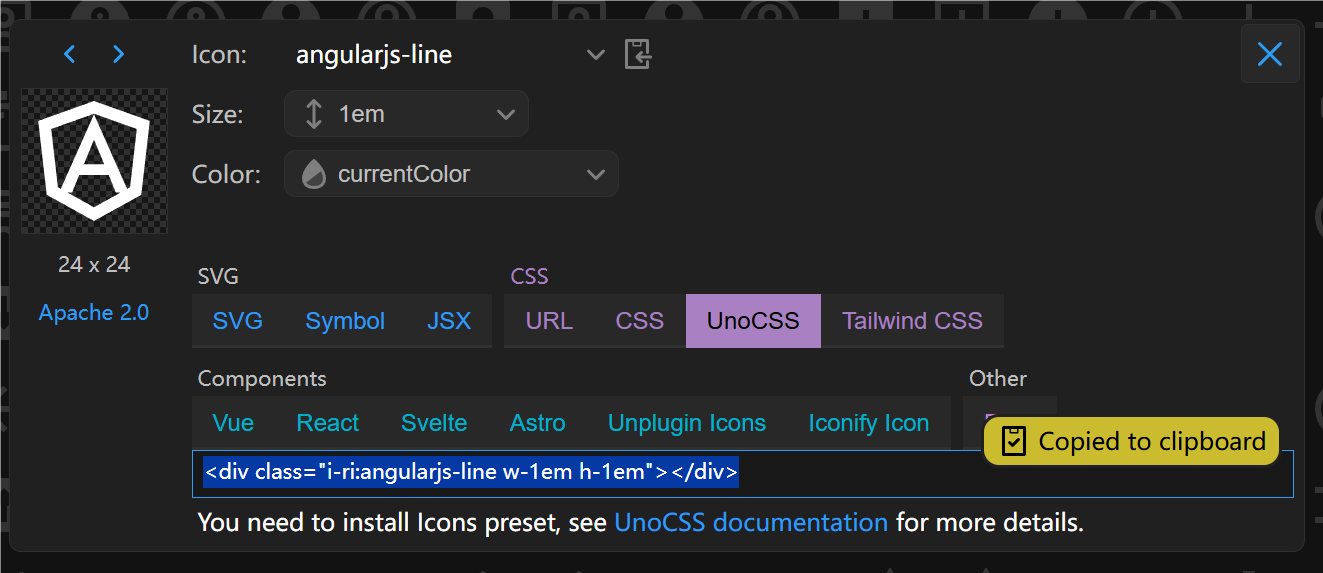 Icon: angularjs-line
Size: 1em
Color: currentColor
24 x 24
Apache 2.0
SVG CSS
SVG Symbol JSX URL CSS UnoCSS Tailwind CSS
Components Other
Vue React Svelte Astro Unplugin Icons Iconify Icon
Copied to clipboard
<div class="i-ri:angularjs-line w-1em h-1em"></div>
You need to install Icons preset, see UnoCSS documentation for more details.